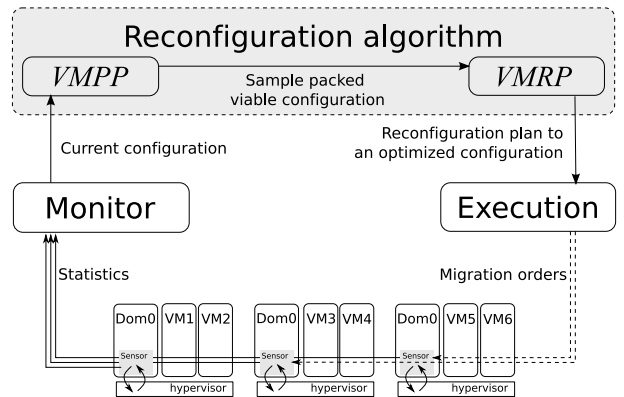 Reconfiguration algorithm
VMPP
VMRP
Sample packed
viable configuration
Current configuration
Reconfiguration plan to
an optimized configuration
Monitor
Execution
Statistics
Migration orders
Dom0 VM1 VM2 Dom0 VM3 VM4 Dom0 VM5 VM6
Sensor Sensor Sensor
hypervisor hypervisor hypervisor